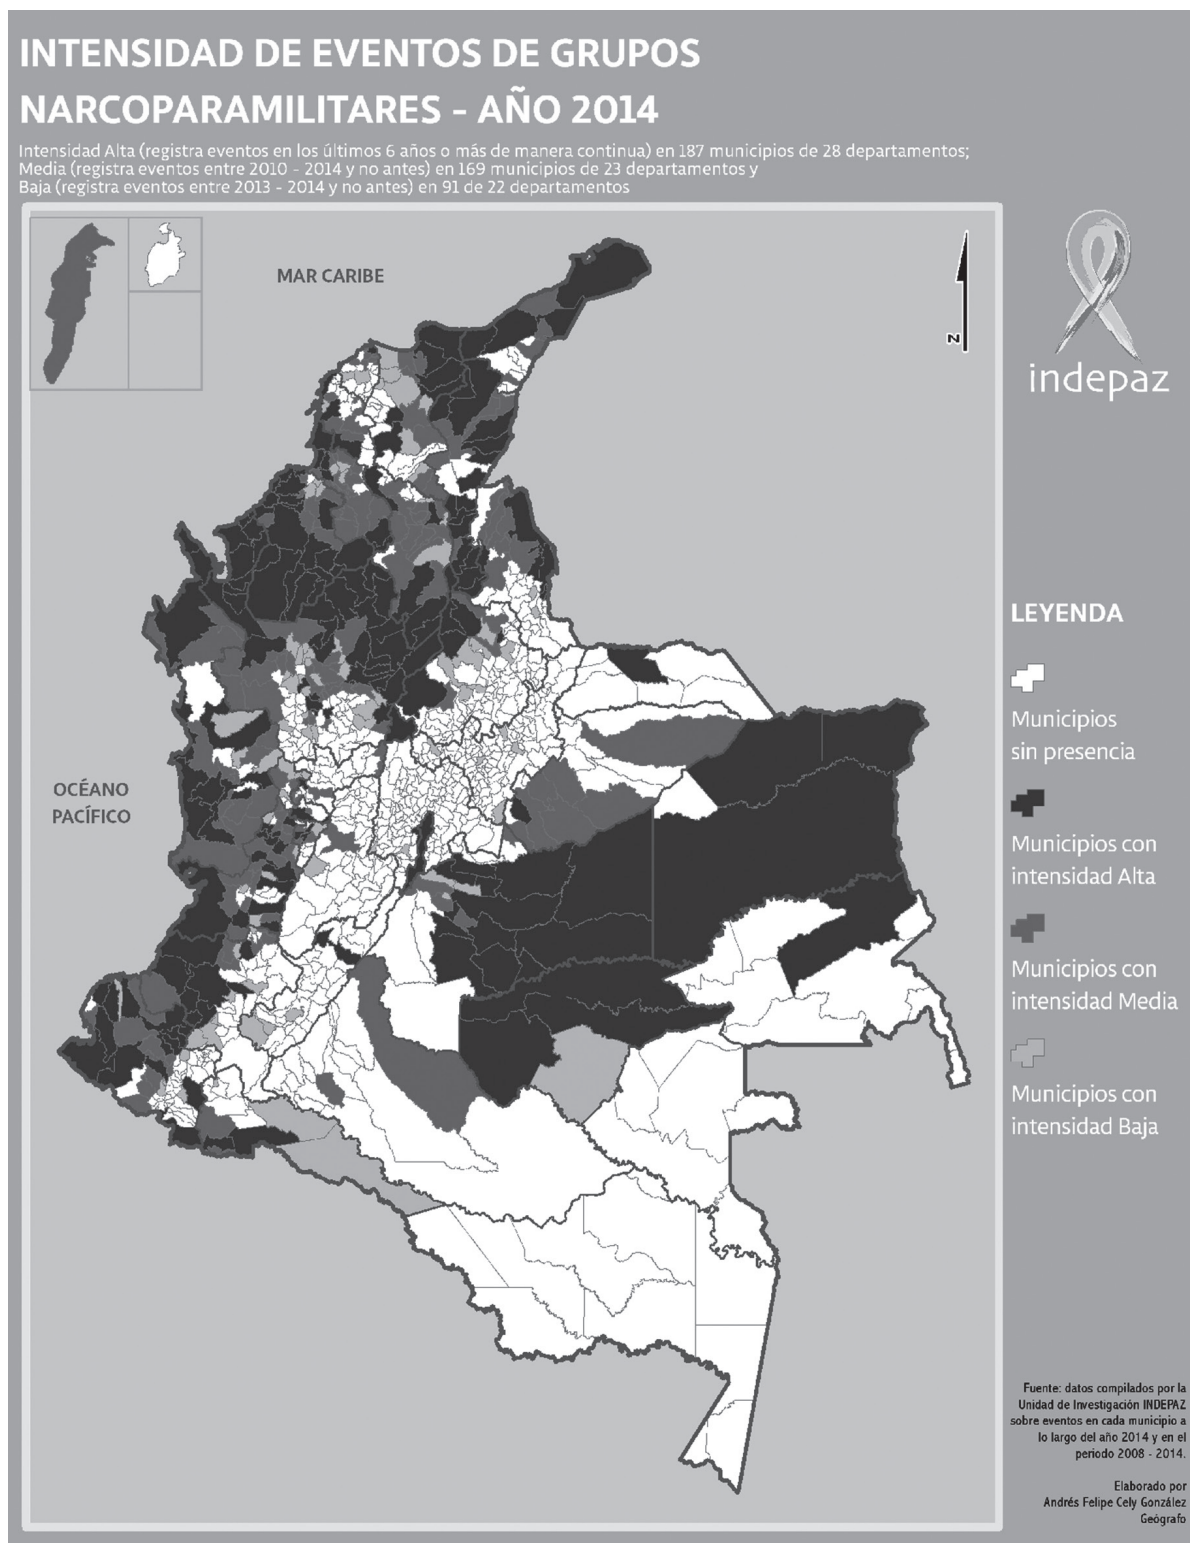 INTENSIDAD DE EVENTOS DE GRUPOS
NARCOPARAMILITARES - AÑO 2014
Intensidad Alta (registra eventos en los últimos 6 años o más de manera continua) en 187 municipios de 28 departamentos;
Media (registra eventos entre 2010 - 2014 y no antes) en 169 municipios de 23 departamentos y
Baja (registra eventos entre 2013 - 2014 y no antes) en 91 de 22 departamentos
MAR CARIBE
N
indepaz
OCÉANO
PACÍFICO
LEYENDA
Municipios
sin presencia
Municipios con
intensidad Alta
Municipios con
intensidad Media
Municipios con
intensidad Baja
Fuente: datos compilados por la
Unidad de Investigación INDEPAZ
sobre eventos en cada municipio a
lo largo del año 2014 y en el
periodo 2008 - 2014.
Elaborado por
Andrés Felipe Cely González
Geógrafo